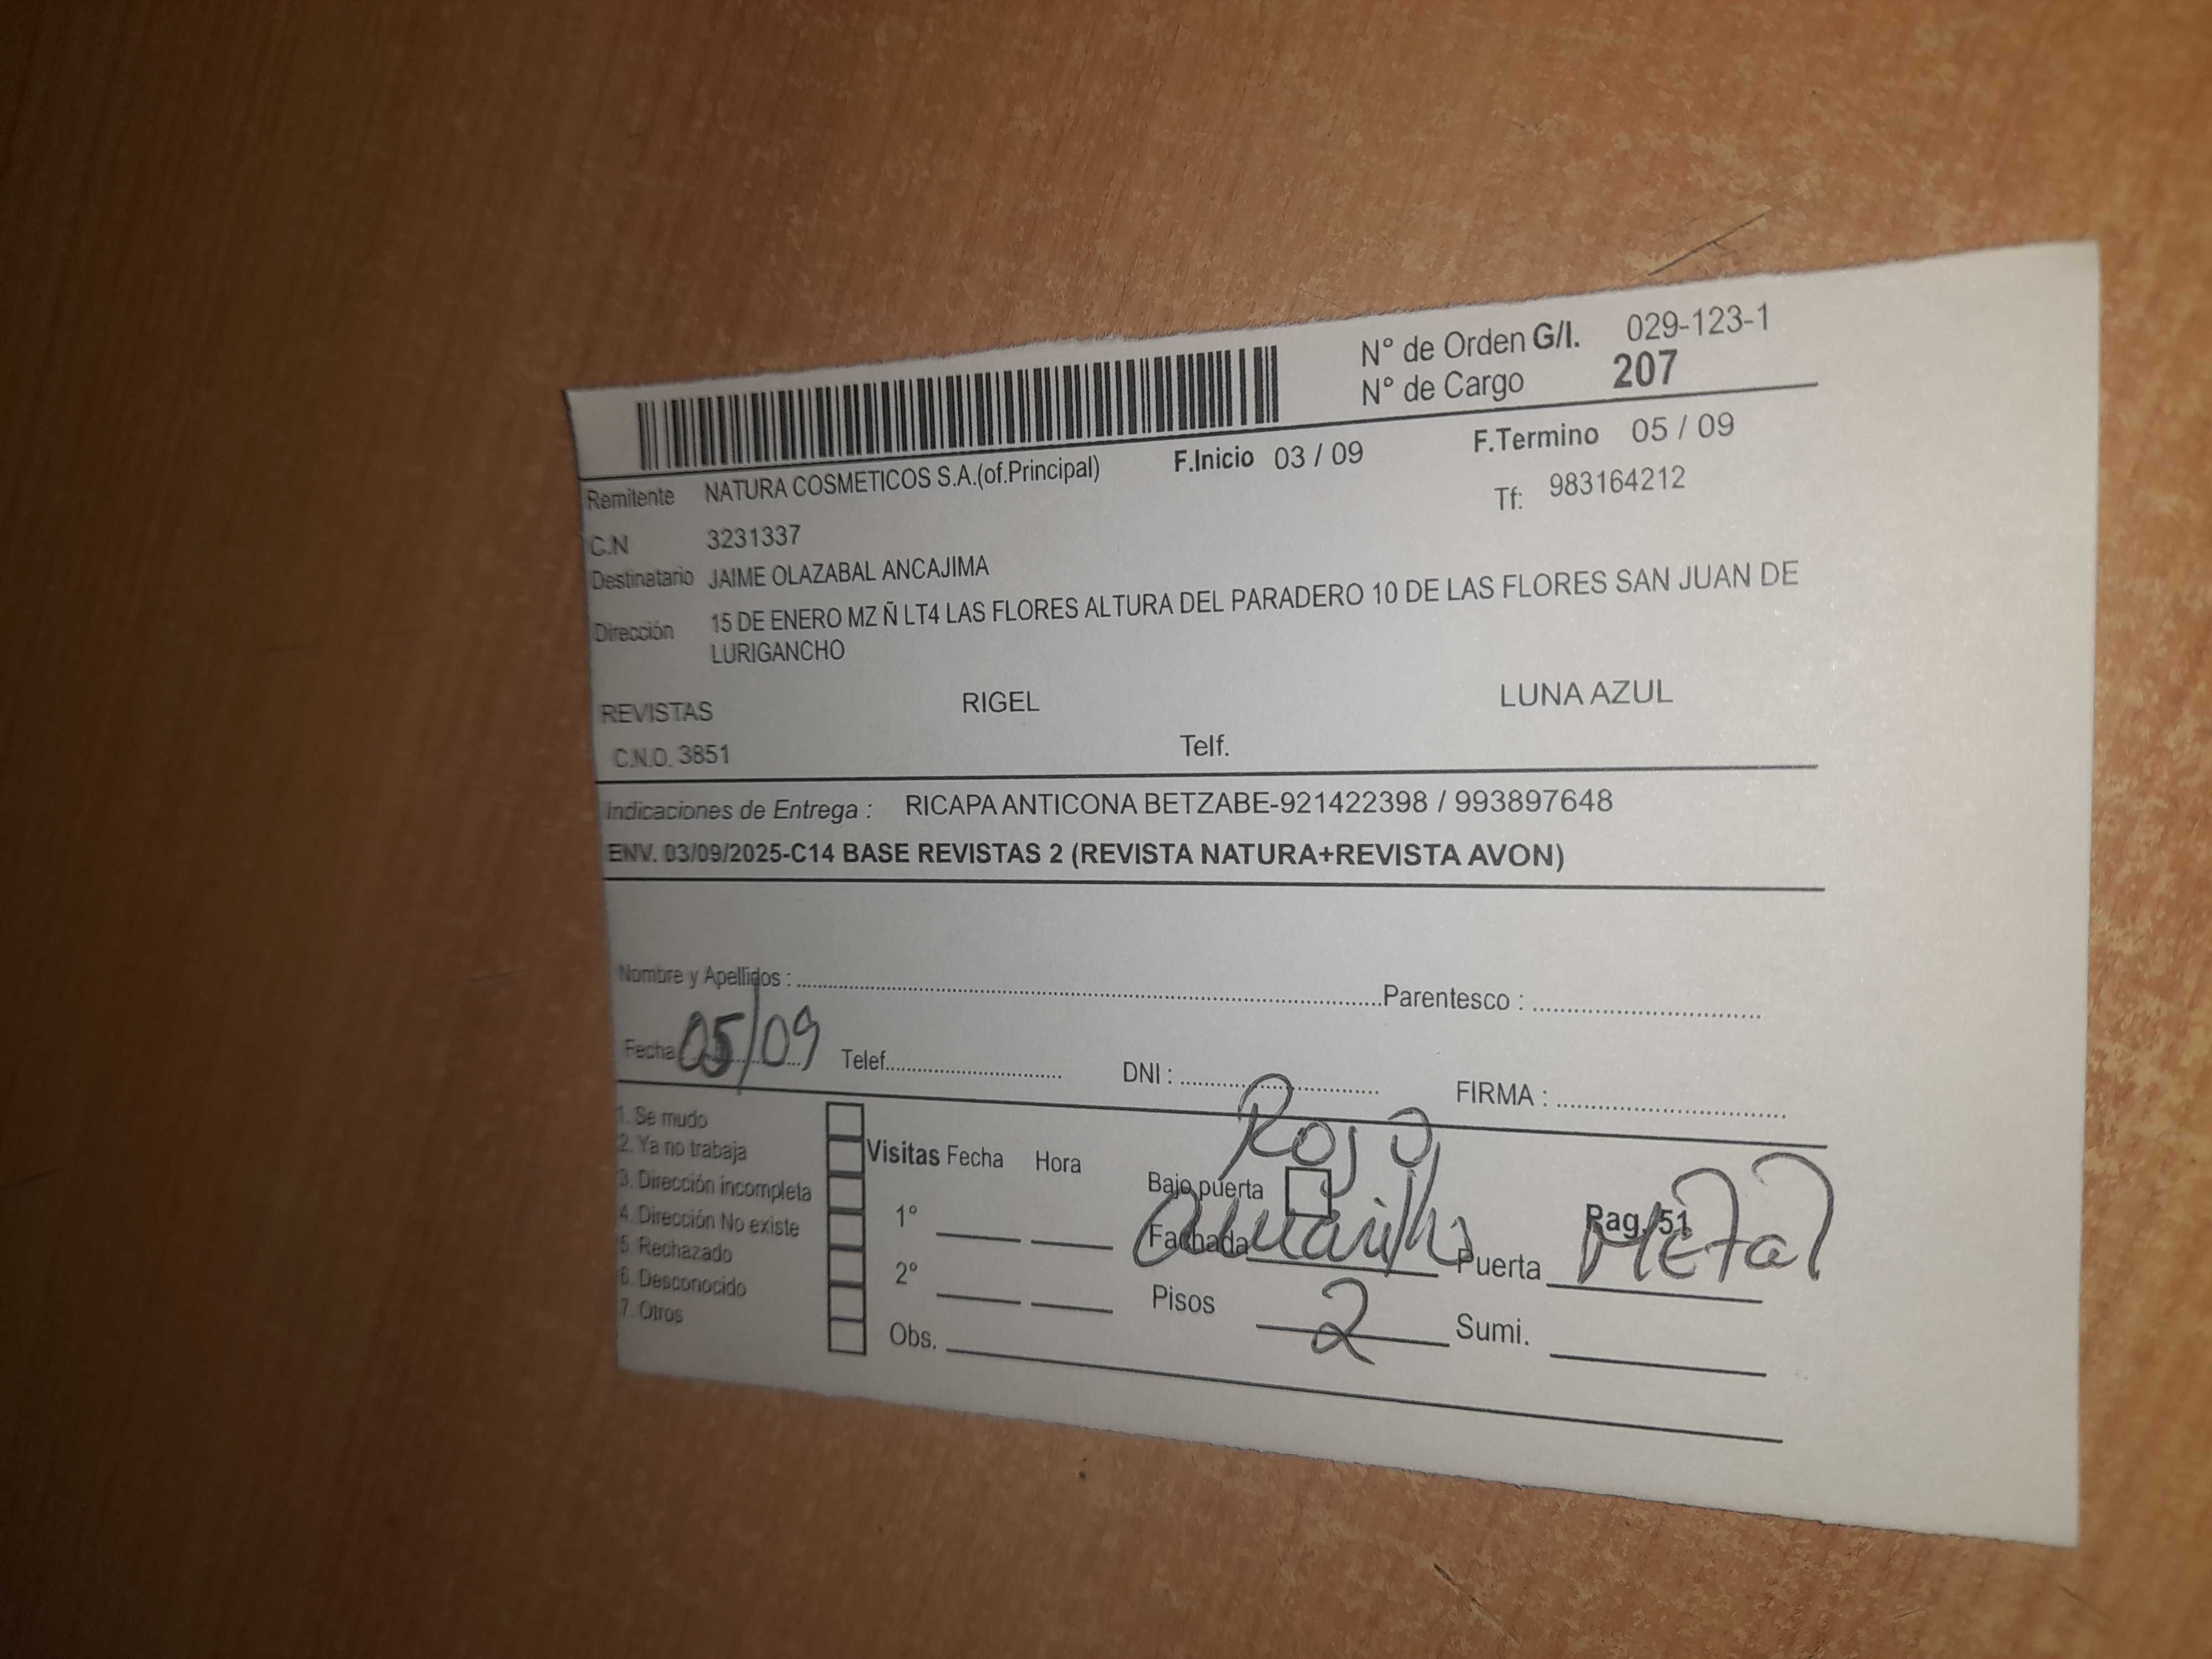 N° de Orden G/I. 029-123-1
N° de Cargo 207
F.Inicio 03 / 09 F.Termino 05 / 09
Remitente NATURA COSMETICOS S.A.(of.Principal)
Tf: 983164212
C.N 3231337
Destinatario JAIME OLAZABAL ANCAJIMA
Dirección 15 DE ENERO MZ Ñ LT4 LAS FLORES ALTURA DEL PARADERO 10 DE LAS FLORES SAN JUAN DE
LURIGANCHO
REVISTAS RIGEL LUNA AZUL
C.N.O. 3851 Telf.
Indicaciones de Entrega : RICAPA ANTICONA BETZABE-921422398 / 993897648
ENV. 03/09/2025-C14 BASE REVISTAS 2 (REVISTA NATURA+REVISTA AVON)
Nombre y Apellidos : Parentesco :
Fecha 05/09 Telef. DNI : FIRMA :
1. Se mudo
2. Ya no trabaja
3. Dirección incompleta
4. Dirección No existe
5. Rechazado
6. Desconocido
7. Otros
Visitas Fecha Hora
1°
2°
Obs.
Rojo
Bajo puerta
Fachada Amarillo
Pag. 51
Puerta Metal
Pisos 2 Sumi.